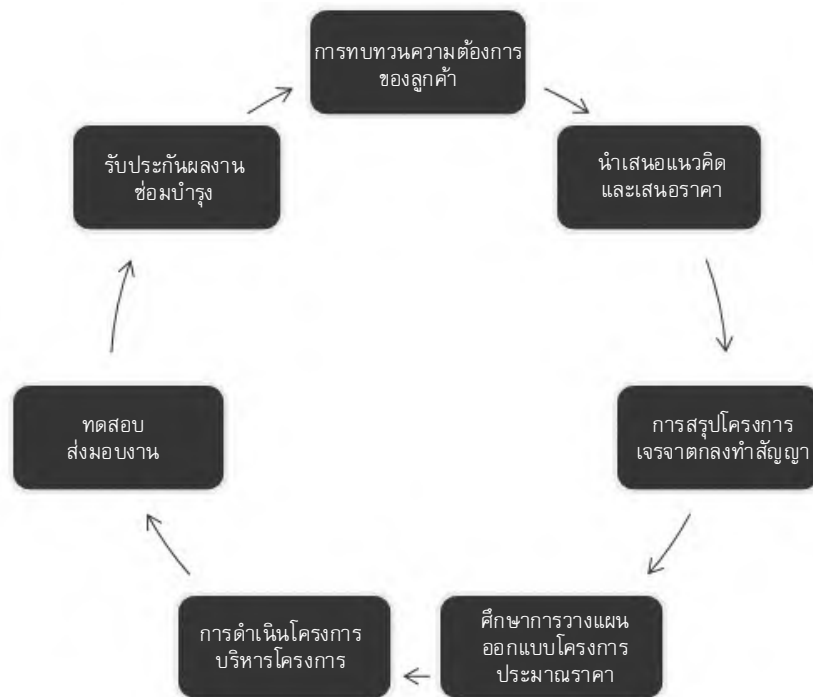 การทบทวนความต้องการ
ของลูกค้า
นำเสนอแนวคิด
และเสนอราคา
การสรุปโครงการ
เจรจาตกลงทำสัญญา
ศึกษาการวางแผน
ออกแบบโครงการ
ประมาณราคา
การดำเนินโครงการ
บริหารโครงการ
ทดสอบ
ส่งมอบงาน
รับประกันผลงาน
ซ่อมบำรุง